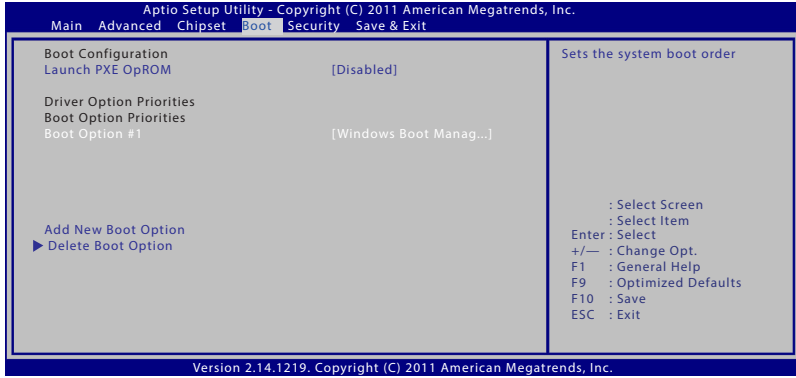 Aptio Setup Utility - Copyright (C) 2011 American Megatrends, Inc.
Main Advanced Chipset Boot Security Save & Exit
Boot Configuration
Launch PXE OpROM [Disabled]
Driver Option Priorities
Boot Option Priorities
Boot Option #1 [Windows Boot Manag...]
Add New Boot Option
Delete Boot Option
Sets the system boot order
: Select Screen
: Select Item
Enter : Select
+/— : Change Opt.
F1 : General Help
F9 : Optimized Defaults
F10 : Save
ESC : Exit
Version 2.14.1219. Copyright (C) 2011 American Megatrends, Inc.